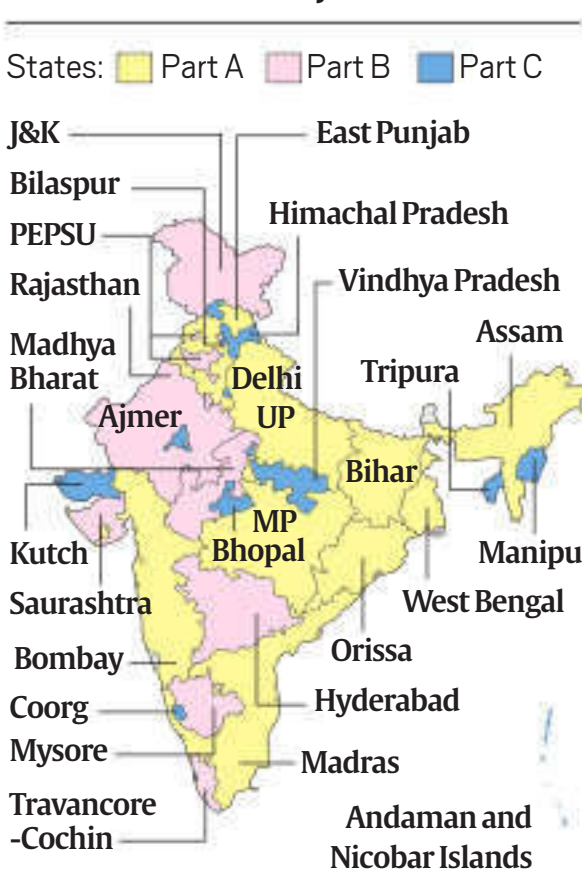 States: Part A Part B Part C
J&K
East Punjab
Bilaspur
Himachal Pradesh
PEPSU
Rajasthan
Vindhya Pradesh
Madhya
Bharat
Assam
Tripura
Delhi
Ajmer
UP
Bihar
MP
Bhopal
Kutch
Manipu
Saurashtra
West Bengal
Orissa
Bombay
Hyderabad
Coorg
Mysore
Madras
Travancore
-Cochin
Andaman and
Nicobar Islands